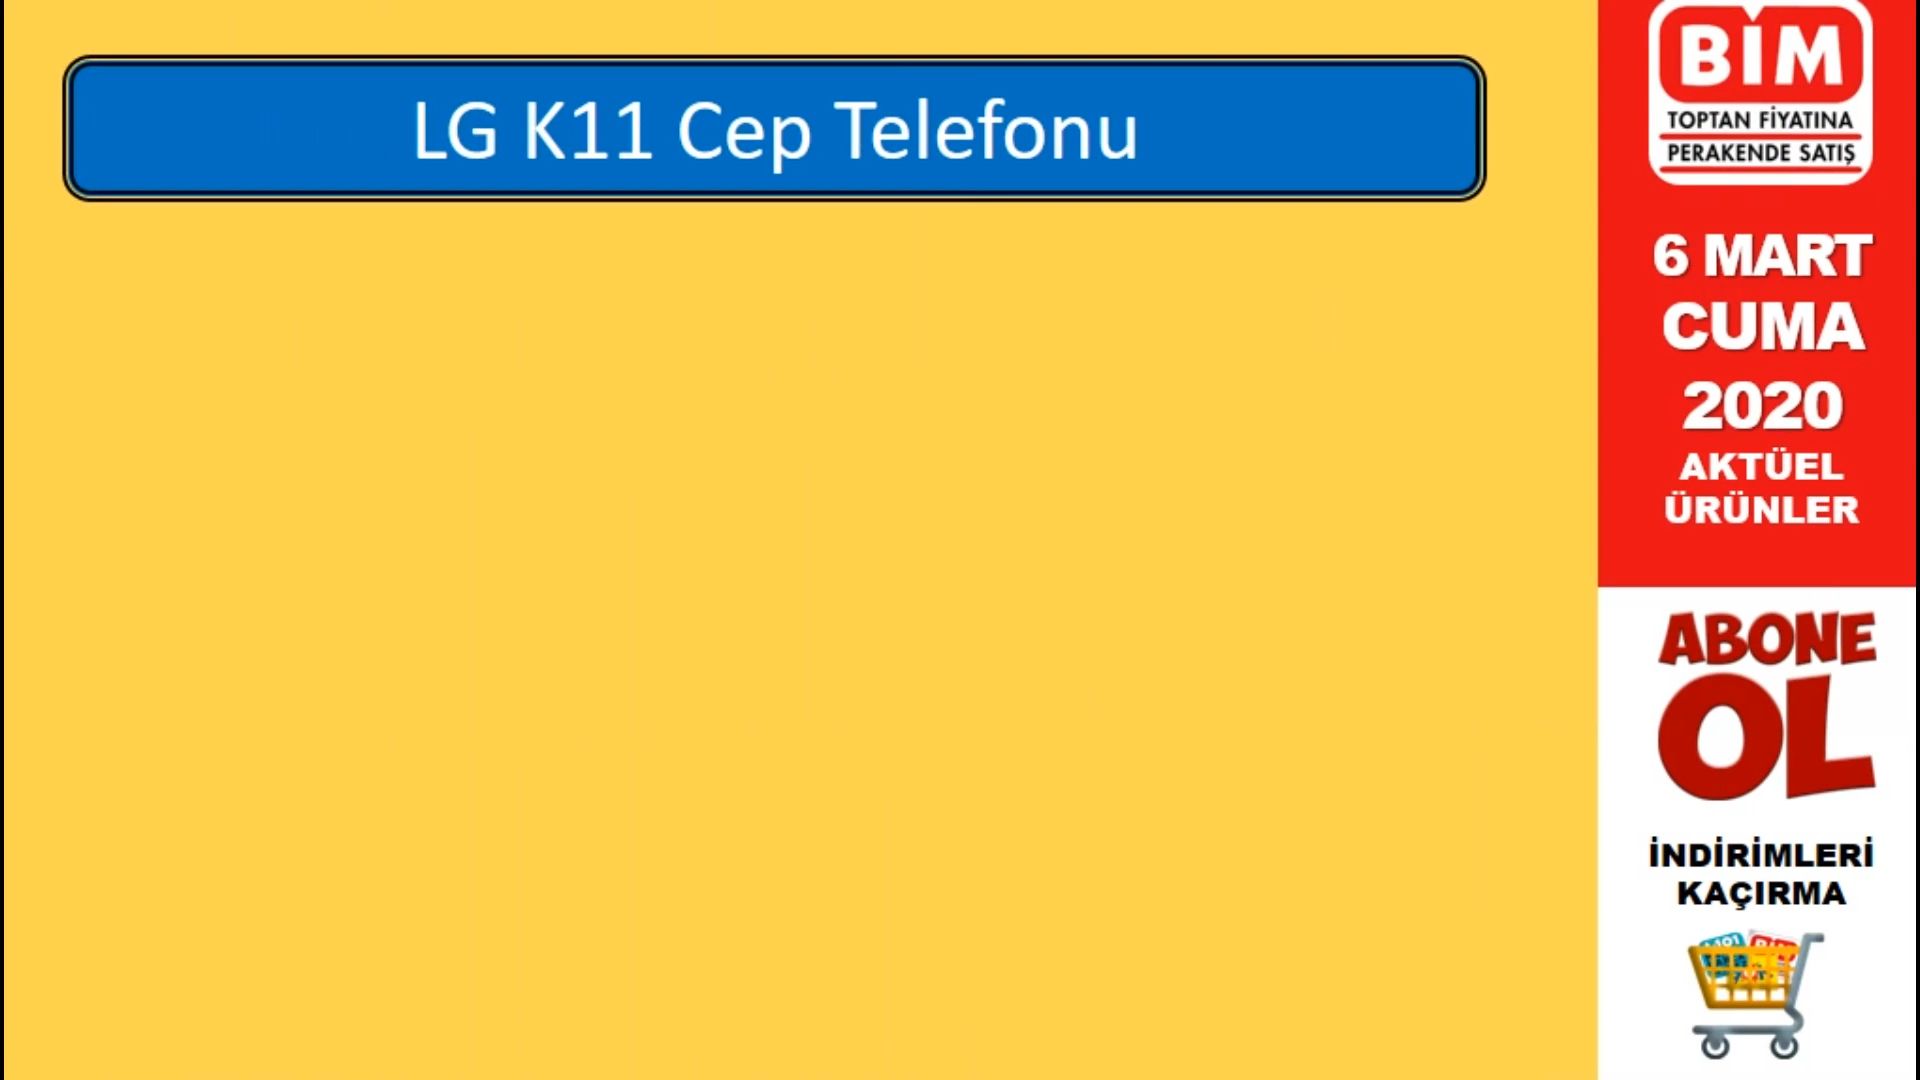 LG K11 Cep Telefonu
BİM
TOPTAN FİYATINA
PERAKENDE SATIŞ
6 MART
CUMA
2020
AKTÜEL
ÜRÜNLER
ABONE
OL
İNDİRİMLERİ
KAÇIRMA